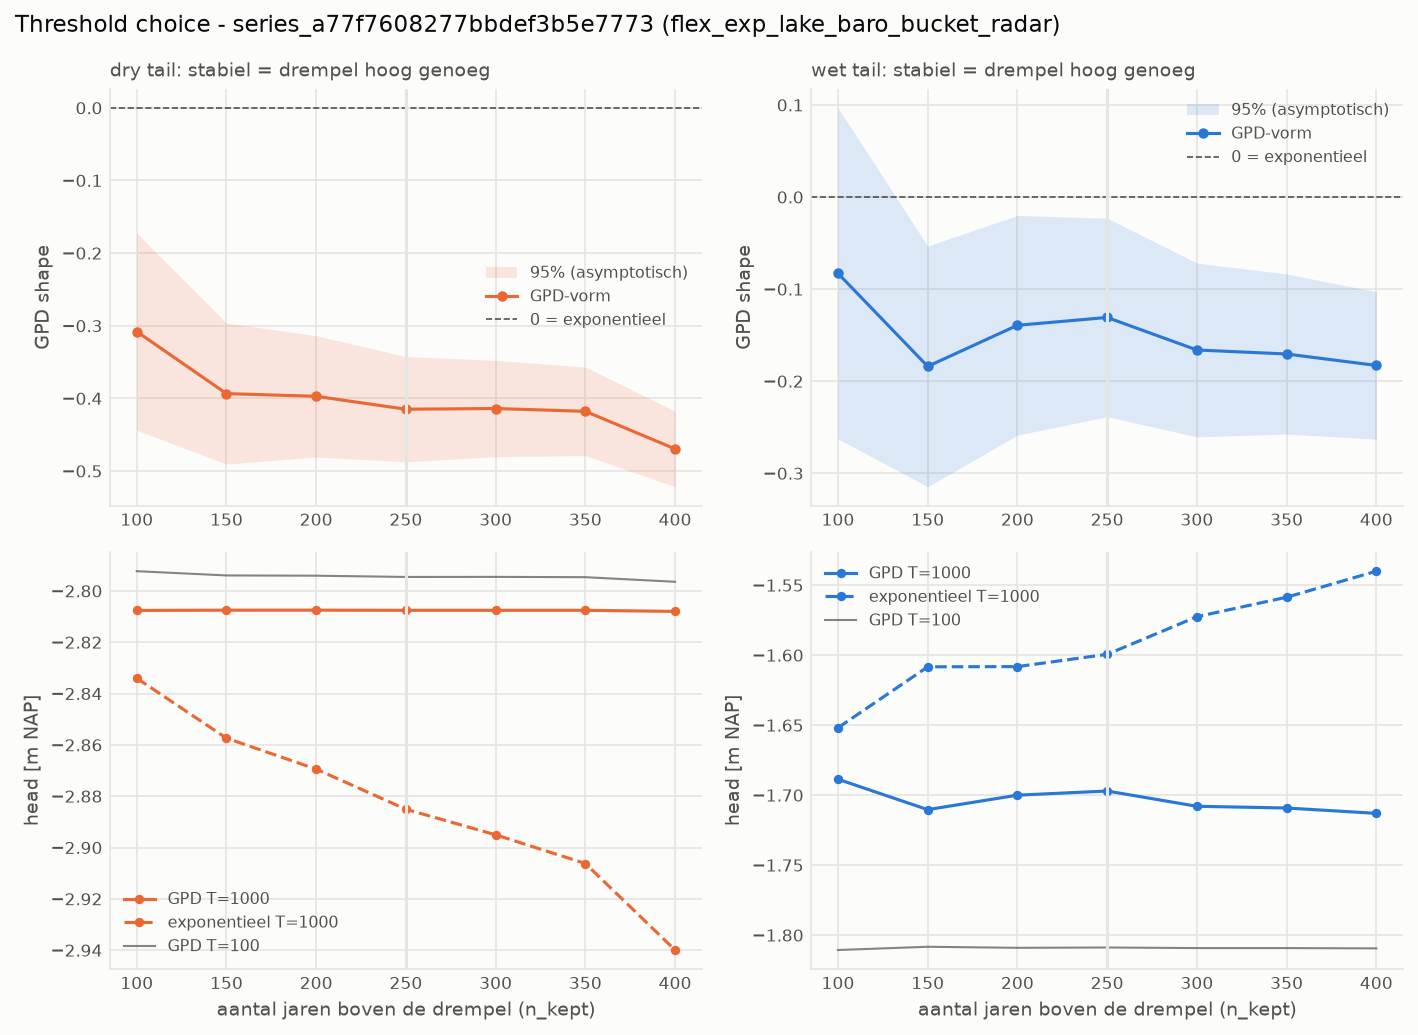 Threshold choice - series_a77f7608277bbdef3b5e7773 (flex_exp_lake_baro_bucket_radar)
dry tail: stabiel = drempel hoog genoeg
GPD shape
0.0
−0.1
−0.2
−0.3
−0.4
−0.5
95% (asymptotisch)
GPD-vorm
0 = exponentieel
100 150 200 250 300 350 400
wet tail: stabiel = drempel hoog genoeg
GPD shape
0.1
0.0
−0.1
−0.2
−0.3
95% (asymptotisch)
GPD-vorm
0 = exponentieel
100 150 200 250 300 350 400
head [m NAP]
−2.80
−2.82
−2.84
−2.86
−2.88
−2.90
−2.92
−2.94
GPD T=1000
exponentieel T=1000
GPD T=100
100 150 200 250 300 350 400
aantal jaren boven de drempel (n_kept)
head [m NAP]
−1.55
−1.60
−1.65
−1.70
−1.75
−1.80
GPD T=1000
exponentieel T=1000
GPD T=100
100 150 200 250 300 350 400
aantal jaren boven de drempel (n_kept)